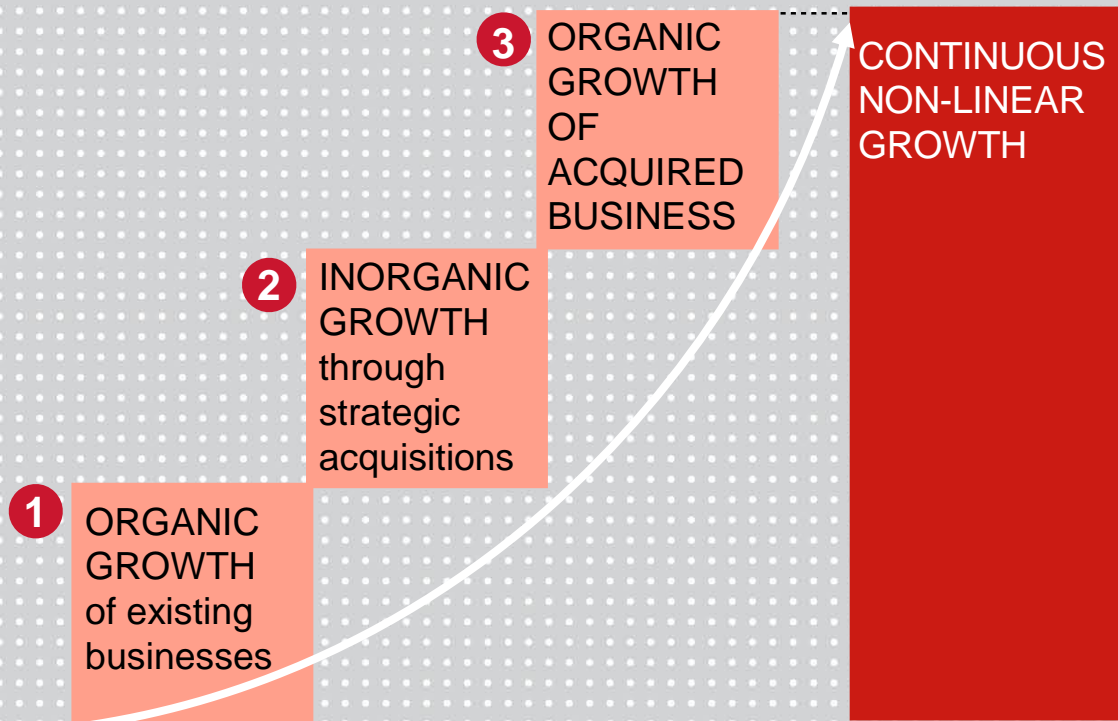 1
ORGANIC
GROWTH
of existing
businesses
2
INORGANIC
GROWTH
through
strategic
acquisitions
3
ORGANIC
GROWTH
OF
ACQUIRED
BUSINESS
CONTINUOUS
NON-LINEAR
GROWTH